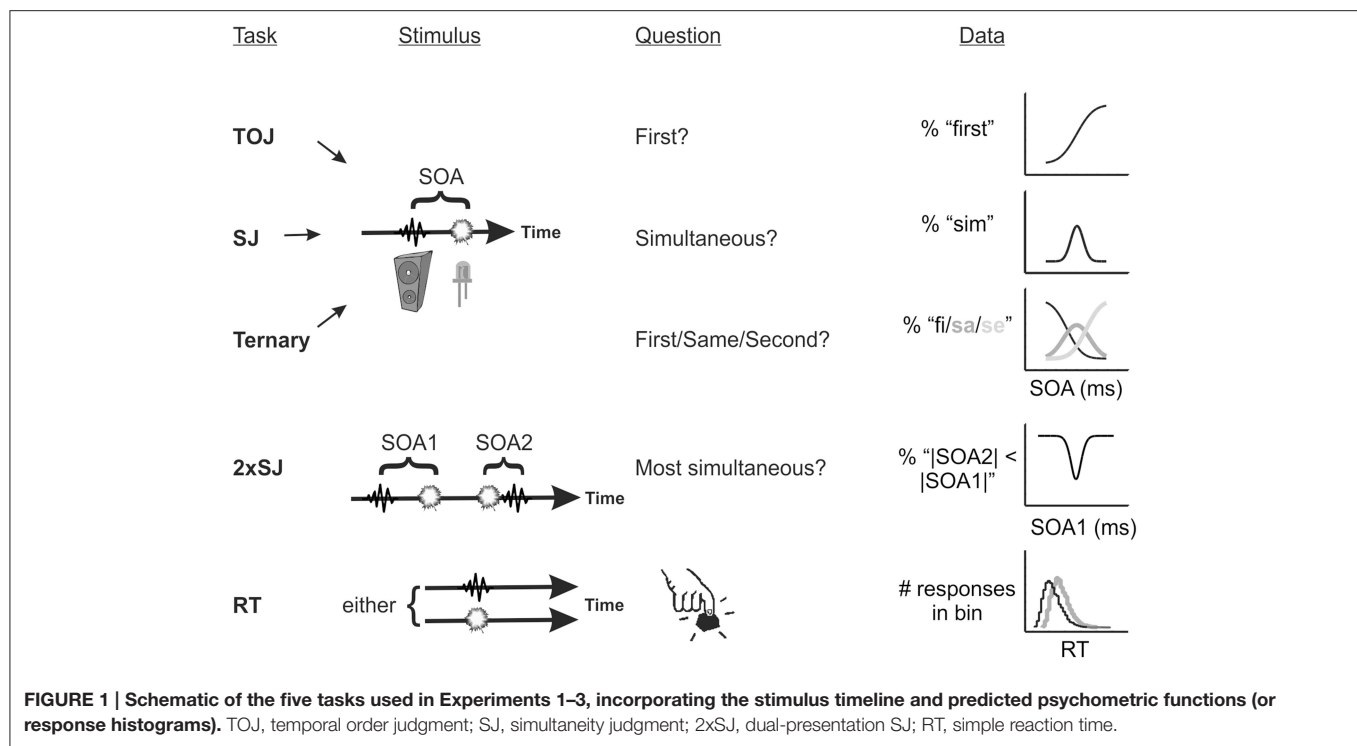 Task Stimulus Question Data
TOJ
First?
% “first”
SOA
SJ
Time
Simultaneous?
% “sim”
Ternary
First/Same/Second?
% “fi/sa/se”
SOA (ms)
SOA1 SOA2
2xSJ
Time
Most simultaneous?
% “|SOA2| <
|SOA1|”
SOA1 (ms)
RT
either
Time
# responses
in bin
RT
FIGURE 1 | Schematic of the five tasks used in Experiments 1–3, incorporating the stimulus timeline and predicted psychometric functions (or
response histograms). TOJ, temporal order judgment; SJ, simultaneity judgment; 2xSJ, dual-presentation SJ; RT, simple reaction time.